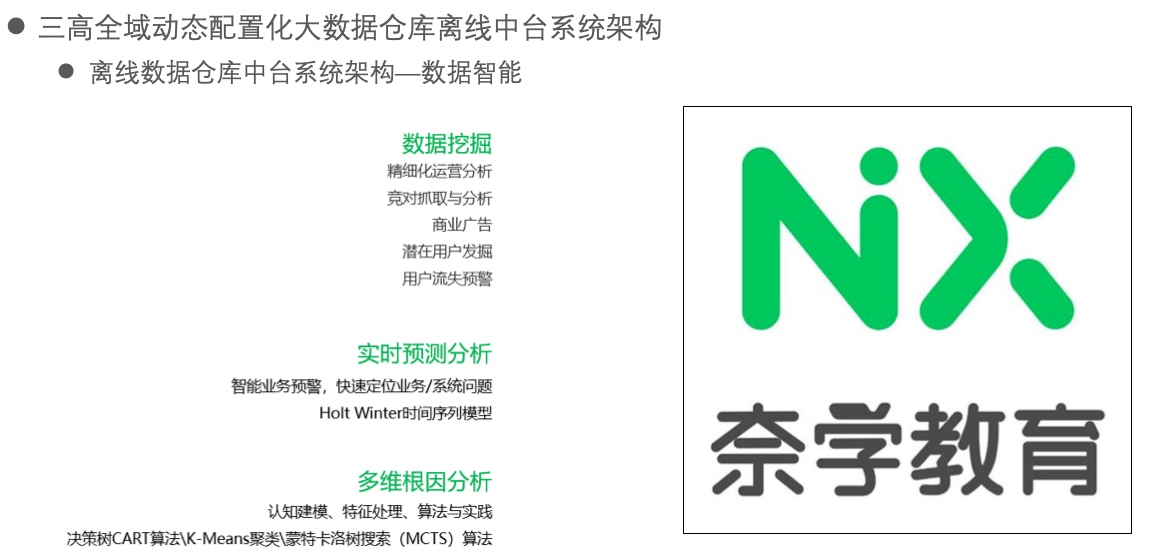 三高全域动态配置化大数据仓库离线中台系统架构
离线数据仓库中台系统架构—数据智能
数据挖掘
精细化运营分析
竞对抓取与分析
商业广告
潜在用户发掘
用户流失预警
实时预测分析
智能业务预警，快速定位业务/系统问题
Holt Winter时间序列模型
多维根因分析
认知建模、特征处理、算法与实践
决策树CART算法\K-Means聚类\蒙特卡洛树搜索（MCTS）算法
NiX
奈学教育